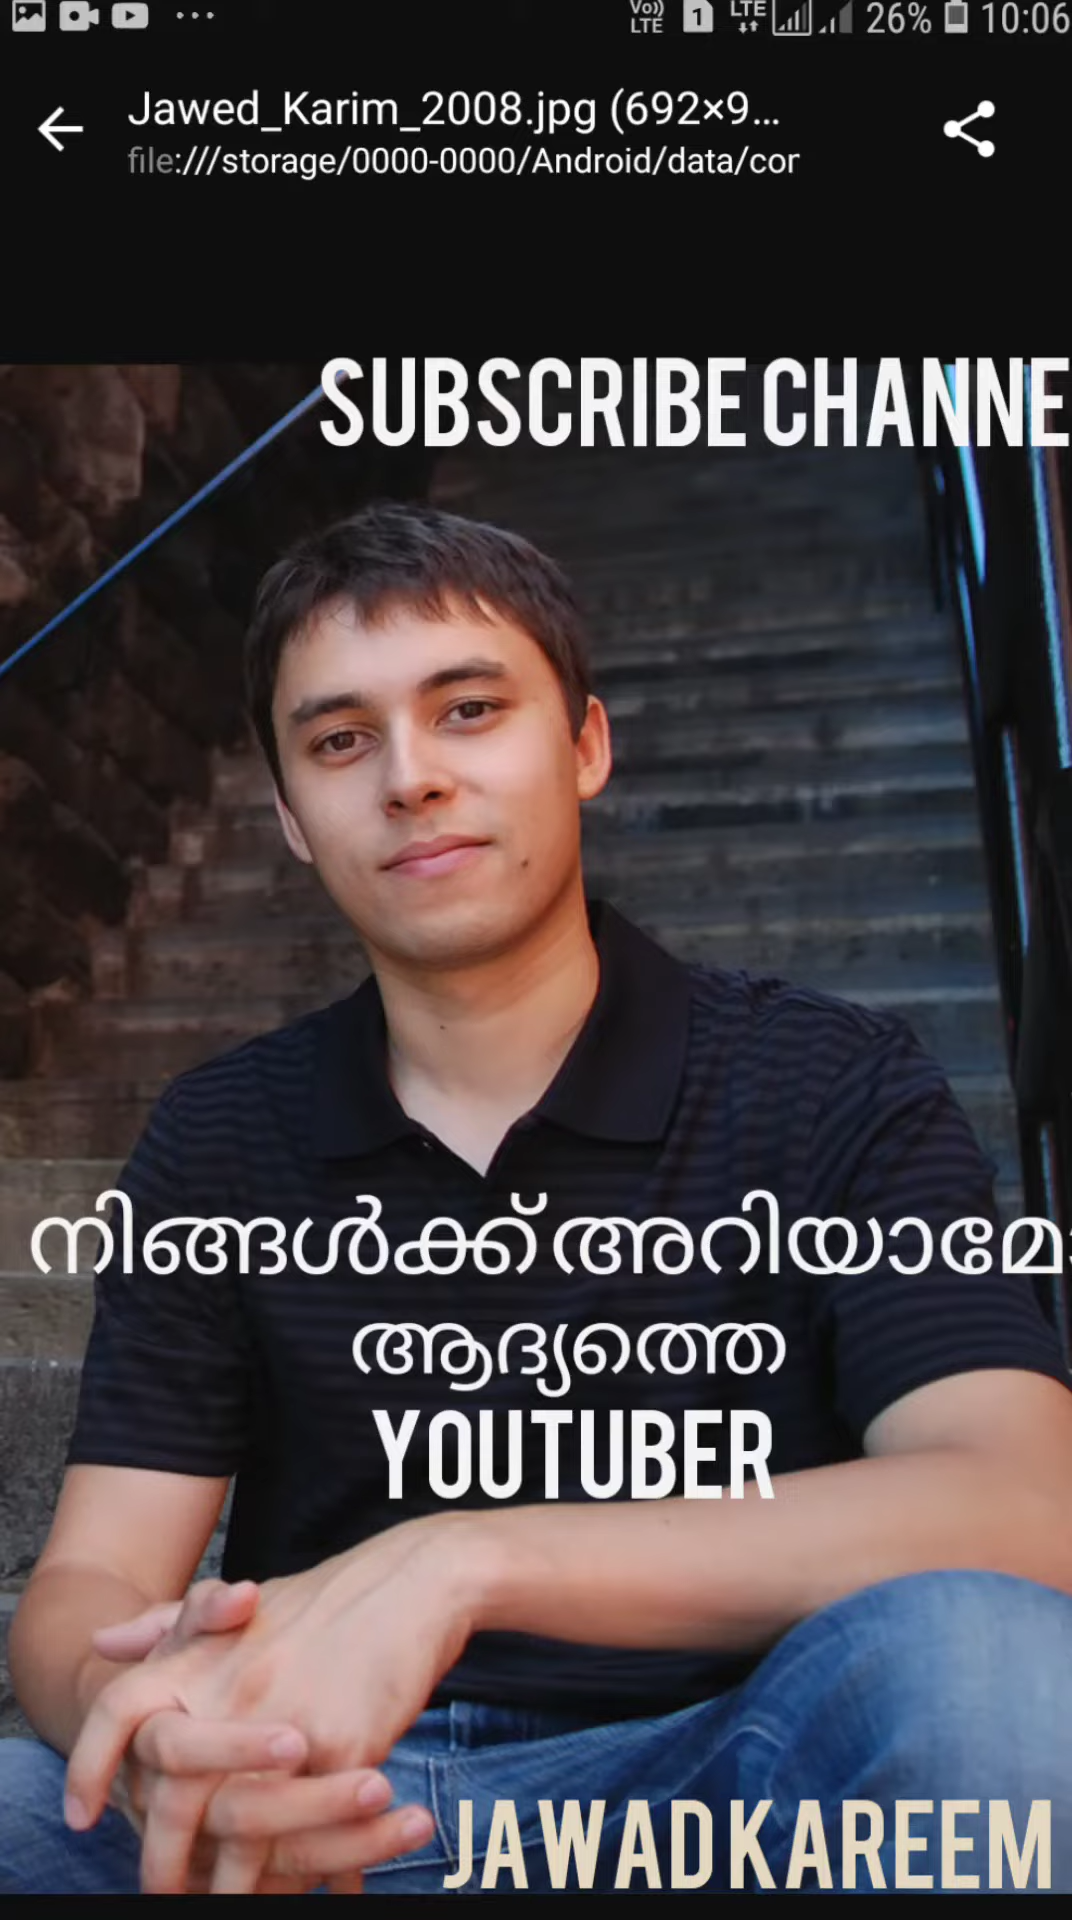 Vo)) LTE 1 LTE 26% 10:06
Jawed_Karim_2008.jpg (692×9...
file:///storage/0000-0000/Android/data/cor
SUBSCRIBE CHANNE
നിങ്ങൾക്ക് അറിയാമോ
ആദ്യത്തെ
YOUTUBER
JAWAD KAREEM